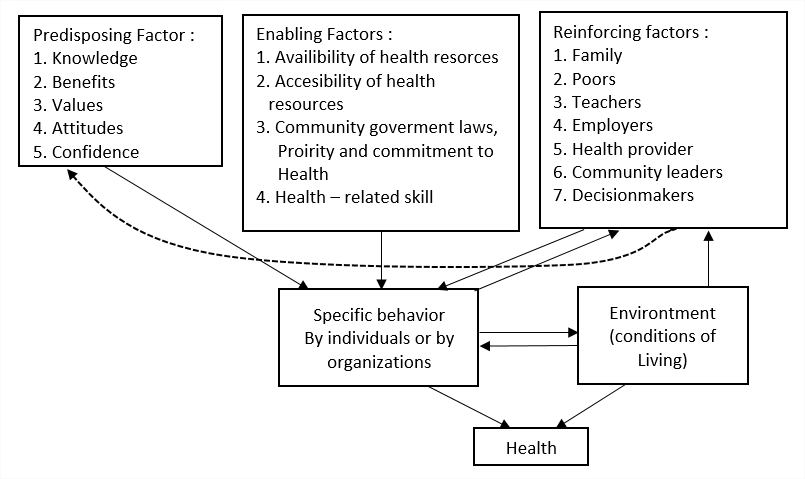 Predisposing Factor :
1. Knowledge
2. Benefits
3. Values
4. Attitudes
5. Confidence
Enabling Factors :
1. Availibility of health resorces
2. Accesibility of health
resources
3. Community goverment laws,
Proirity and commitment to
Health
4. Health – related skill
Reinforcing factors :
1. Family
2. Poors
3. Teachers
4. Employers
5. Health provider
6. Community leaders
7. Decisionmakers
Specific behavior
By individuals or by
organizations
Environtment
(conditions of
Living)
Health